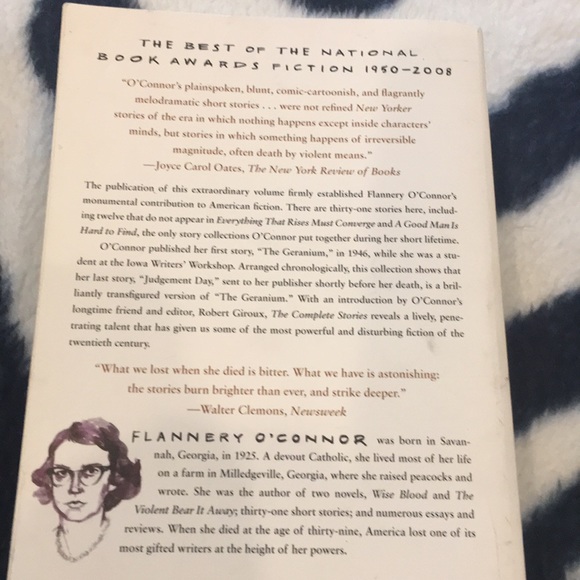 THE BEST OF THE NATIONAL
BOOK AWARDS FICTION 1950–2008
"O'Connor's plainspoken, blunt, comic-cartoonish, and flagrantly
melodramatic short stories . . . were not refined New Yorker
stories of the era in which nothing happens except inside characters'
minds, but stories in which something happens of irreversible
magnitude, often death by violent means."
—Joyce Carol Oates, The New York Review of Books
The publication of this extraordinary volume firmly established Flannery O'Connor's
monumental contribution to American fiction. There are thirty-one stories here, includ-
ing twelve that do not appear in Everything That Rises Must Converge and A Good Man Is
Hard to Find, the only story collections O'Connor put together during her short lifetime.
O'Connor published her first story, "The Geranium," in 1946, while she was a stu-
dent at the Iowa Writers' Workshop. Arranged chronologically, this collection shows that
her last story, "Judgement Day," sent to her publisher shortly before her death, is a bril-
liantly transfigured version of "The Geranium." With an introduction by O'Connor's
longtime friend and editor, Robert Giroux, The Complete Stories reveals a lively, pene-
trating talent that has given us some of the most powerful and disturbing fiction of the
twentieth century.
"What we lost when she died is bitter. What we have is astonishing:
the stories burn brighter than ever, and strike deeper."
—Walter Clemons, Newsweek
FLANNERY O'CONNOR was born in Savan-
nah, Georgia, in 1925. A devout Catholic, she lived most of her life
on a farm in Milledgeville, Georgia, where she raised peacocks and
wrote. She was the author of two novels, Wise Blood and The
Violent Bear It Away; thirty-one short stories; and numerous essays and
reviews. When she died at the age of thirty-nine, America lost one of its
most gifted writers at the height of her powers.